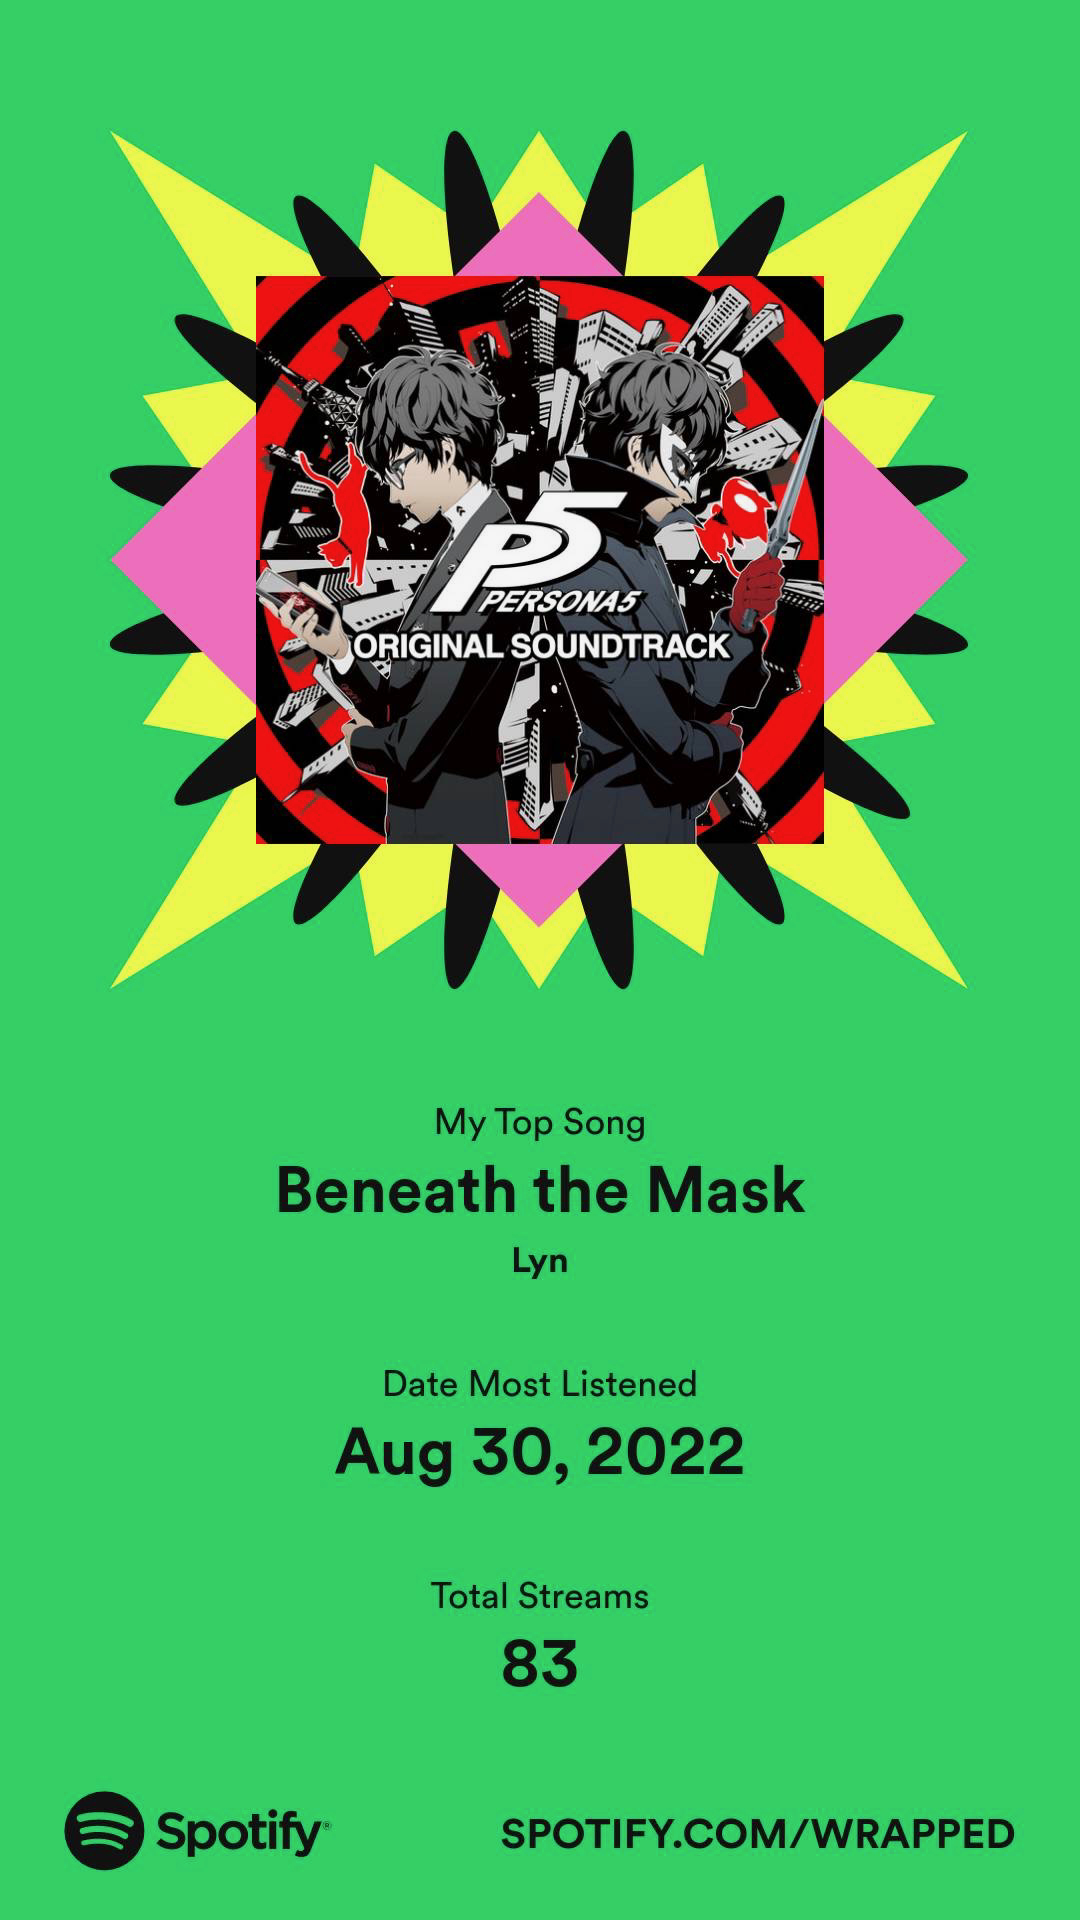 P5
PERSONA5
ORIGINAL SOUNDTRACK
My Top Song
Beneath the Mask
Lyn
Date Most Listened
Aug 30, 2022
Total Streams
83
Spotify®
SPOTIFY.COM/WRAPPED